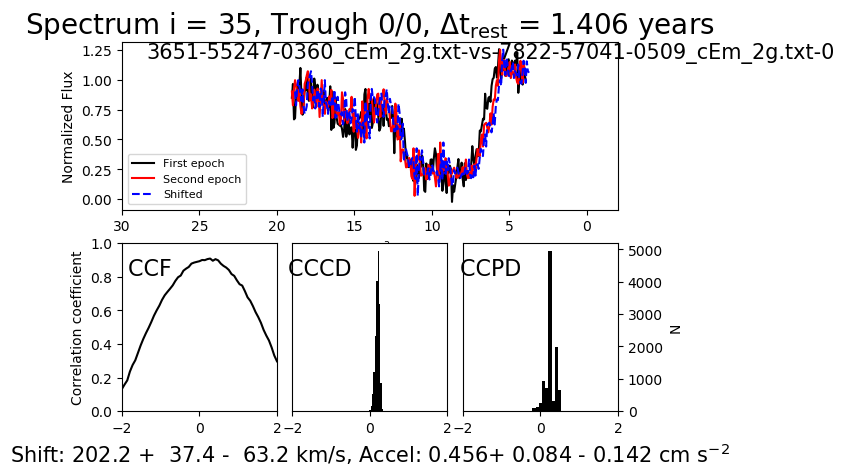 Spectrum i = 35, Trough 0/0, Δt_rest = 1.406 years
3651-55247-0360_cEm_2g.txt-vs-7822-57041-0509_cEm_2g.txt-0
Normalized Flux
1.25
1.00
0.75
0.50
0.25
0.00
First epoch
Second epoch
Shifted
30 25 20 15 10 5 0
Correlation coefficient
1.0
0.8
0.6
0.4
0.2
0.0
CCF
CCCD
CCPD
5000
4000
3000
2000
1000
0
N
−2 0 2 −2 0 2 −2 0 2
Shift: 202.2 + 37.4 - 63.2 km/s, Accel: 0.456+ 0.084 - 0.142 cm s⁻²